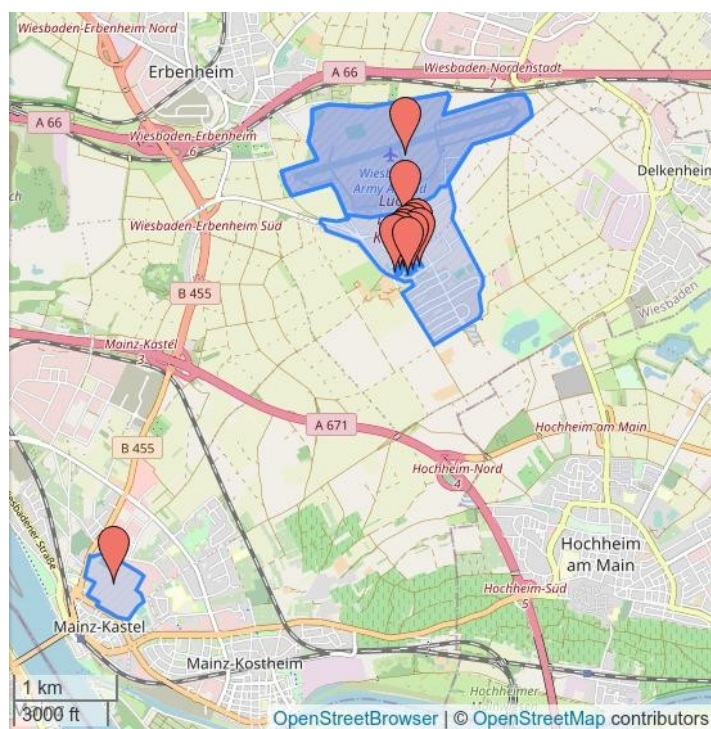 Wiesbaden-Erbenheim Nord
Erbenheim
A 66
Wiesbaden-Nordenstadt
7
A 66
Wiesbaden-Erbenheim
6
Delkenheim
Army
Wiesbaden-Erbenheim Süd
B 455
Wiesbaden
Mainz-Kastel
3
A 671
Hochheim am Main
B 455
Hochheim-Nord
4
Hochheim
am Main
Hochheim-Süd
5
Mainz-Kastel
Mainz-Kostheim
1 km
3000 ft
Mainz
Hochheimer
OpenStreetBrowser | © OpenStreetMap contributors